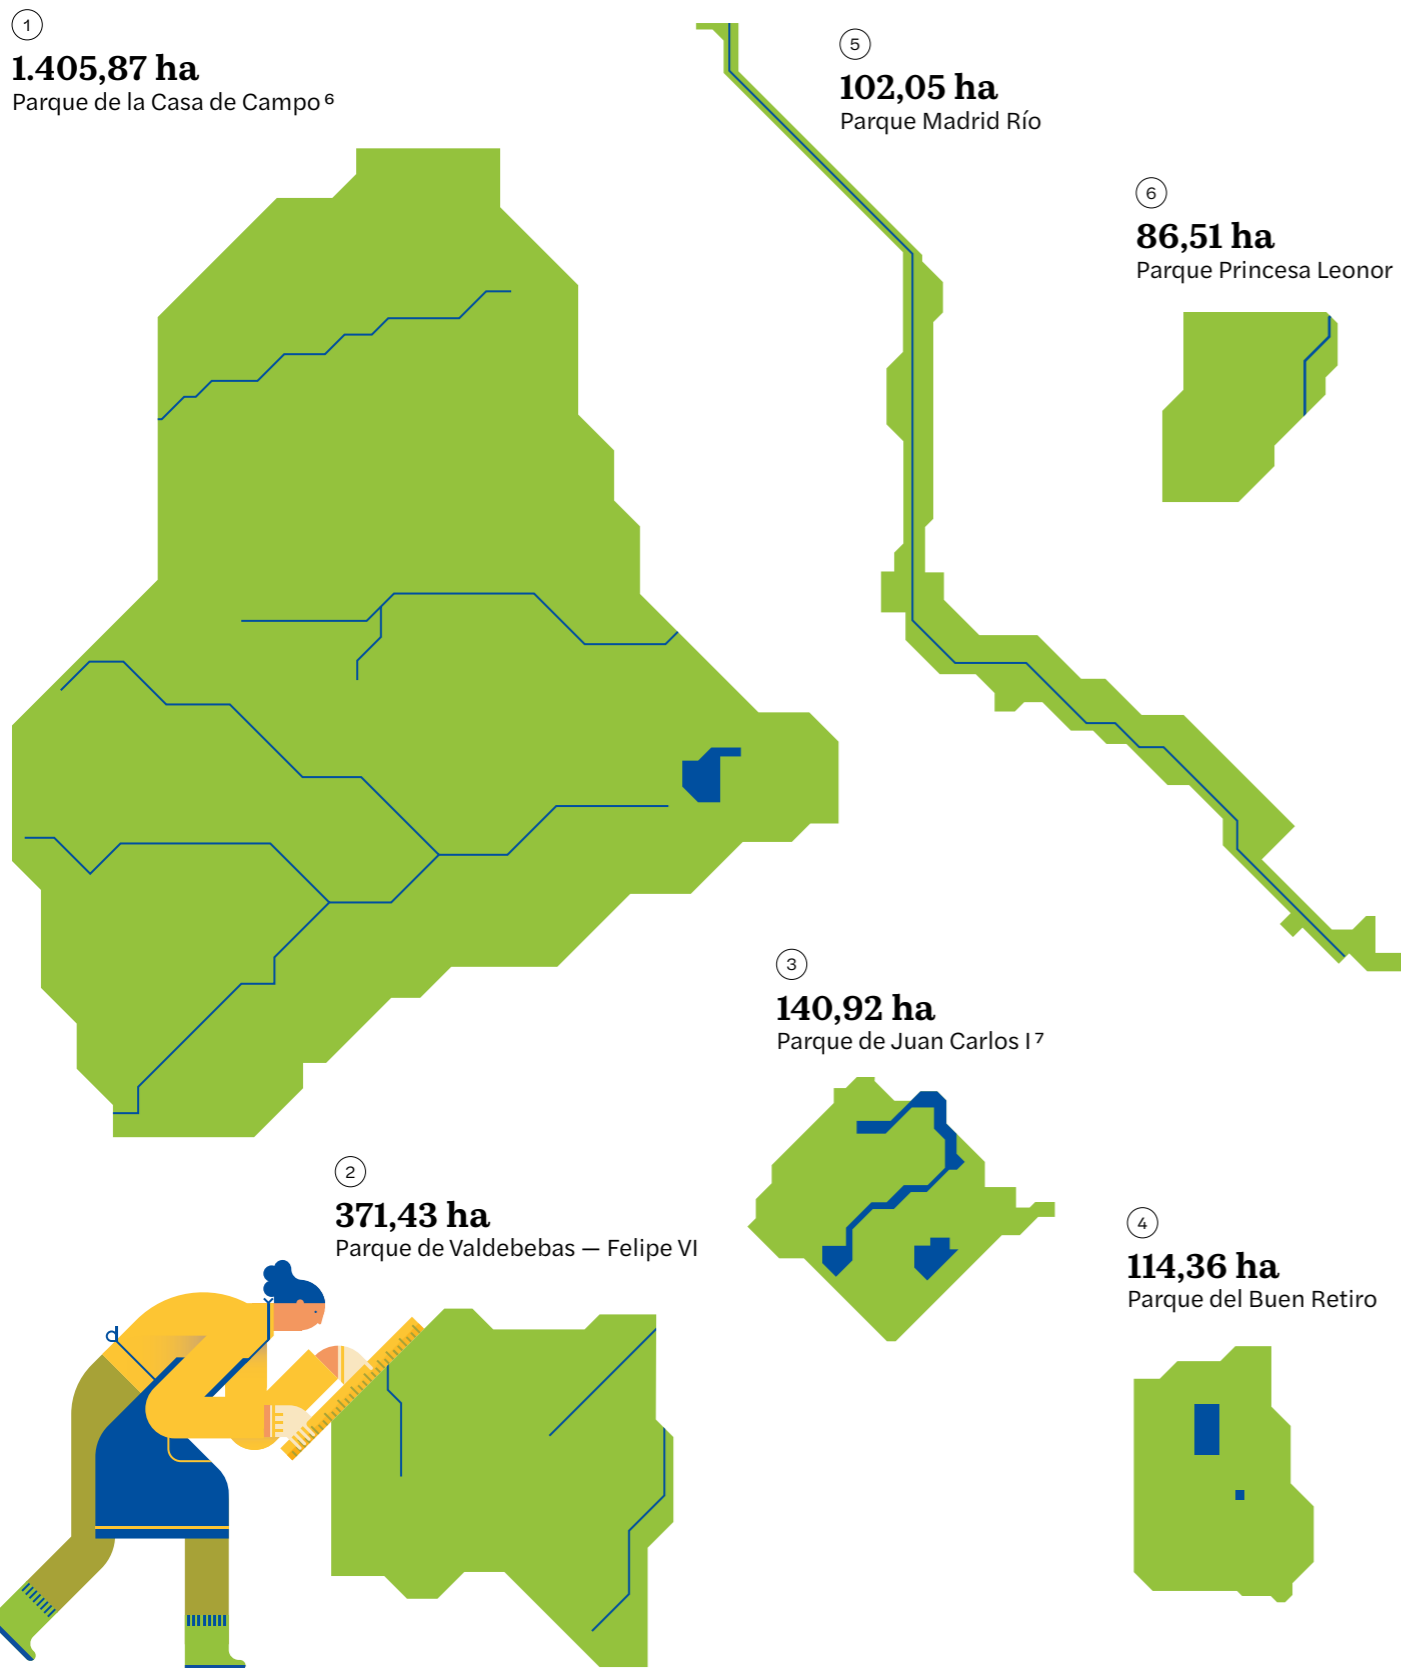 1
1.405,87 ha
Parque de la Casa de Campo 6
2
371,43 ha
Parque de Valdebebas — Felipe VI
3
140,92 ha
Parque de Juan Carlos I 7
4
114,36 ha
Parque del Buen Retiro
5
102,05 ha
Parque Madrid Río
6
86,51 ha
Parque Princesa Leonor